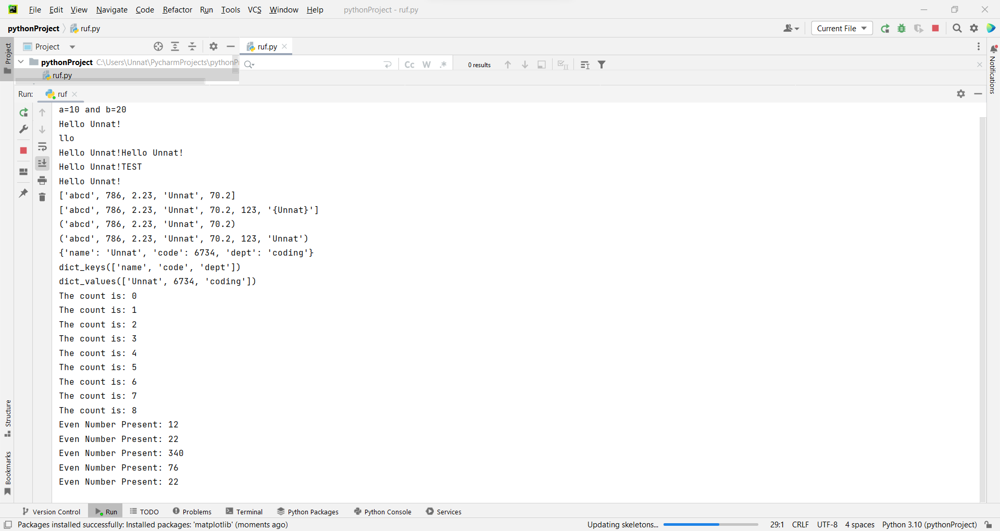 PC File Edit View Navigate Code Refactor Run Tools VCS Window Help pythonProject - ruf.py
pythonProject ruf.py Current File
Project ruf.py
pythonProject C:\Users\Unnat\PycharmProjects\pythonP
Cc W .* 0 results
ruf.py
Project
Notifications
Run: ruf
a=10 and b=20
Hello Unnat!
llo
Hello Unnat!Hello Unnat!
Hello Unnat!TEST
Hello Unnat!
['abcd', 786, 2.23, 'Unnat', 70.2]
['abcd', 786, 2.23, 'Unnat', 70.2, 123, '{Unnat}']
('abcd', 786, 2.23, 'Unnat', 70.2)
('abcd', 786, 2.23, 'Unnat', 70.2, 123, 'Unnat')
{'name': 'Unnat', 'code': 6734, 'dept': 'coding'}
dict_keys(['name', 'code', 'dept'])
dict_values(['Unnat', 6734, 'coding'])
The count is: 0
The count is: 1
The count is: 2
The count is: 3
The count is: 4
The count is: 5
The count is: 6
The count is: 7
The count is: 8
Even Number Present: 12
Even Number Present: 22
Even Number Present: 340
Even Number Present: 76
Even Number Present: 22
Structure
Bookmarks
Version Control Run TODO Problems Terminal Python Packages Python Console Services
Packages installed successfully: Installed packages: 'matplotlib' (moments ago) Updating skeletons... 29:1 CRLF UTF-8 4 spaces Python 3.10 (pythonProject)